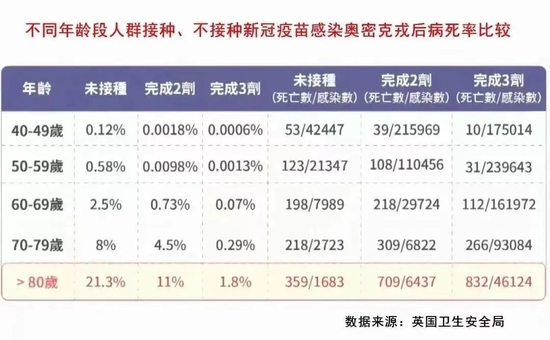 不同年龄段人群接种、不接种新冠疫苗感染奥密克戎后病死率比较
年齡 未接種 完成2劑 完成3劑 未接種 完成2劑 完成3劑
(死亡數/感染數) (死亡數/感染數) (死亡數/感染數)
40-49歲 0.12% 0.0018% 0.0006% 53/42447 39/215969 10/175014
50-59歲 0.58% 0.0098% 0.0013% 123/21347 108/110456 31/239643
60-69歲 2.5% 0.73% 0.07% 198/7989 218/29724 112/161972
70-79歲 8% 4.5% 0.29% 218/2723 309/6822 266/93084
>80歲 21.3% 11% 1.8% 359/1683 709/6437 832/46124
数据来源：英国卫生安全局